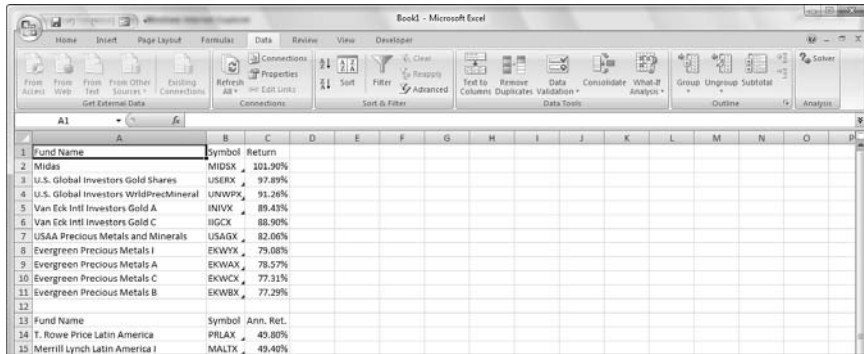 Book1 - Microsoft Excel
Home Insert Page Layout Formulas Data Review View Developer
From Access From Web From Text From Other Sources Existing Connections
Get External Data
Refresh All Connections Properties Edit Links
Connections
Sort Filter Clear Reapply Advanced
Sort & Filter
Text to Columns Remove Duplicates Data Validation Consolidate What-If Analysis
Data Tools
Group Ungroup Subtotal
Outline
Solver
Analysis
A1 fx
A B C D E F G H I J K L M N O P
1 Fund Name Symbol Return
2 Midas MIDSX 101.90%
3 U.S. Global Investors Gold Shares USERX 97.89%
4 U.S. Global Investors WrldPrecMineral UNWPX 91.26%
5 Van Eck Intl Investors Gold A INIVX 89.43%
6 Van Eck Intl Investors Gold C IIGCX 88.90%
7 USAA Precious Metals and Minerals USAGX 82.06%
8 Evergreen Precious Metals I EKWYX 79.08%
9 Evergreen Precious Metals A EKWAX 78.57%
10 Evergreen Precious Metals C EKWCX 77.31%
11 Evergreen Precious Metals B EKWBX 77.29%
12
13 Fund Name Symbol Ann. Ret.
14 T. Rowe Price Latin America PRLAX 49.80%
15 Merrill Lynch Latin America I MALTX 49.40%